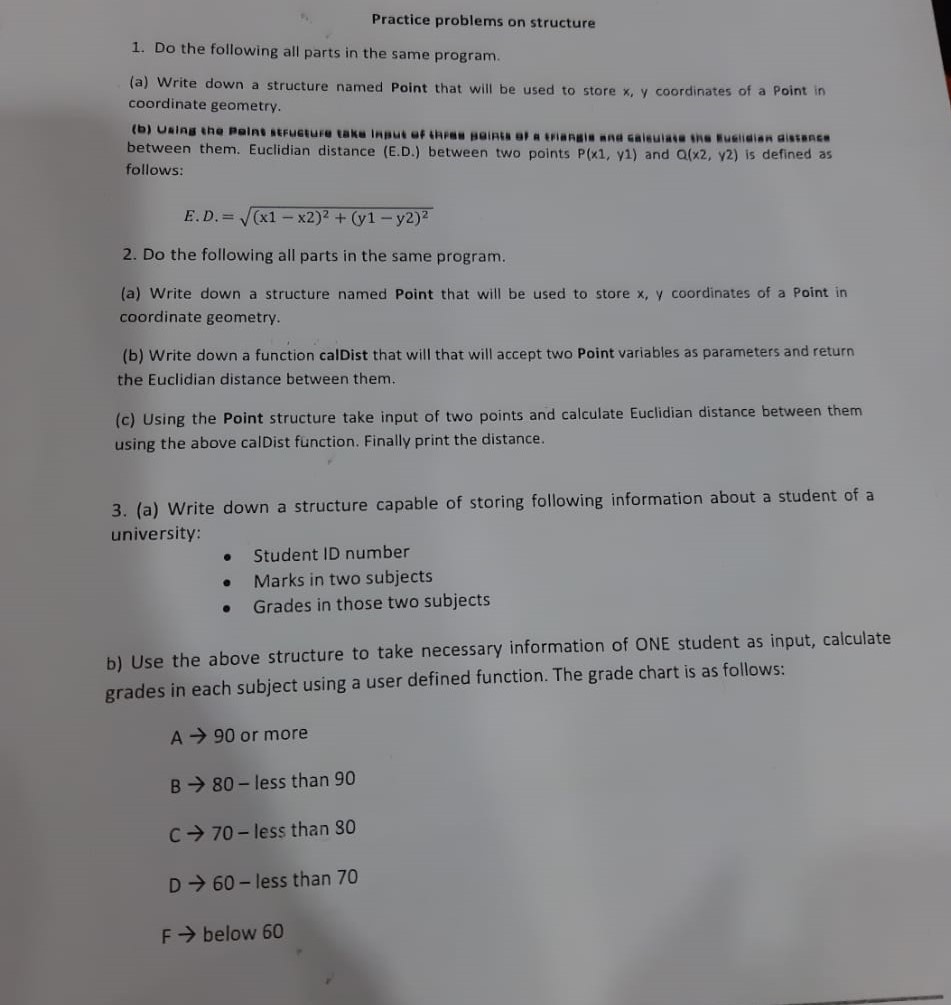 Practice problems on structure
1. Do the following all parts in the same program.
(a) Write down a structure named Point that will be used to store x, y coordinates of a Point in
coordinate geometry.
(b) Using the Point structure take input of three points of a triangle and calculate the Euclidian distance
between them. Euclidian distance (E.D.) between two points P(x1, y1) and Q(x2, y2) is defined as
follows:
E.D. = √(x1 – x2)² + (y1 – y2)²
2. Do the following all parts in the same program.
(a) Write down a structure named Point that will be used to store x, y coordinates of a Point in
coordinate geometry.
(b) Write down a function calDist that will that will accept two Point variables as parameters and return
the Euclidian distance between them.
(c) Using the Point structure take input of two points and calculate Euclidian distance between them
using the above calDist function. Finally print the distance.
3. (a) Write down a structure capable of storing following information about a student of a
university:
• Student ID number
• Marks in two subjects
• Grades in those two subjects
b) Use the above structure to take necessary information of ONE student as input, calculate
grades in each subject using a user defined function. The grade chart is as follows:
A → 90 or more
B → 80 – less than 90
C → 70 – less than 80
D → 60 – less than 70
F → below 60